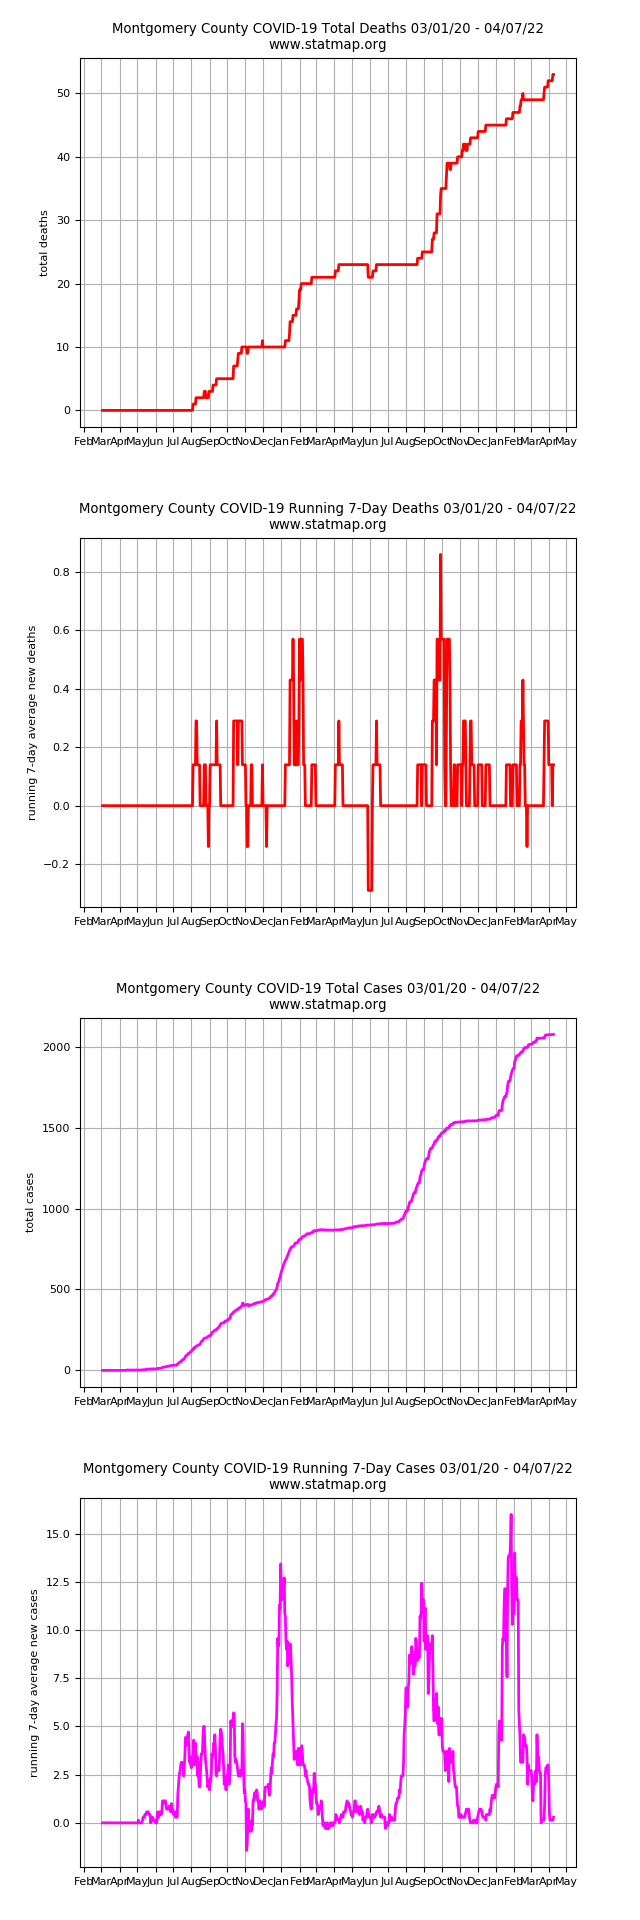 Montgomery County COVID-19 Total Deaths 03/01/20 - 04/07/22
www.statmap.org
50
40
30
20
10
0
total deaths
Feb Mar Apr May Jun Jul Aug Sep Oct Nov Dec Jan Feb Mar Apr May Jun Jul Aug Sep Oct Nov Dec Jan Feb Mar Apr May
Montgomery County COVID-19 Running 7-Day Deaths 03/01/20 - 04/07/22
www.statmap.org
0.8
0.6
0.4
0.2
0.0
−0.2
running 7-day average new deaths
Feb Mar Apr May Jun Jul Aug Sep Oct Nov Dec Jan Feb Mar Apr May Jun Jul Aug Sep Oct Nov Dec Jan Feb Mar Apr May
Montgomery County COVID-19 Total Cases 03/01/20 - 04/07/22
www.statmap.org
2000
1500
1000
500
0
total cases
Feb Mar Apr May Jun Jul Aug Sep Oct Nov Dec Jan Feb Mar Apr May Jun Jul Aug Sep Oct Nov Dec Jan Feb Mar Apr May
Montgomery County COVID-19 Running 7-Day Cases 03/01/20 - 04/07/22
www.statmap.org
15.0
12.5
10.0
7.5
5.0
2.5
0.0
running 7-day average new cases
Feb Mar Apr May Jun Jul Aug Sep Oct Nov Dec Jan Feb Mar Apr May Jun Jul Aug Sep Oct Nov Dec Jan Feb Mar Apr May